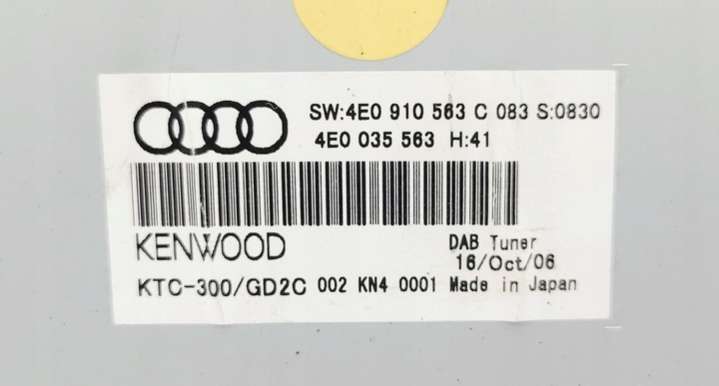 SW:4E0 910 563 C 083 S:0830
4E0 035 563 H:41
KENWOOD
DAB Tuner
16/Oct/06
KTC-300/GD2C 002 KN4 0001 Made in Japan